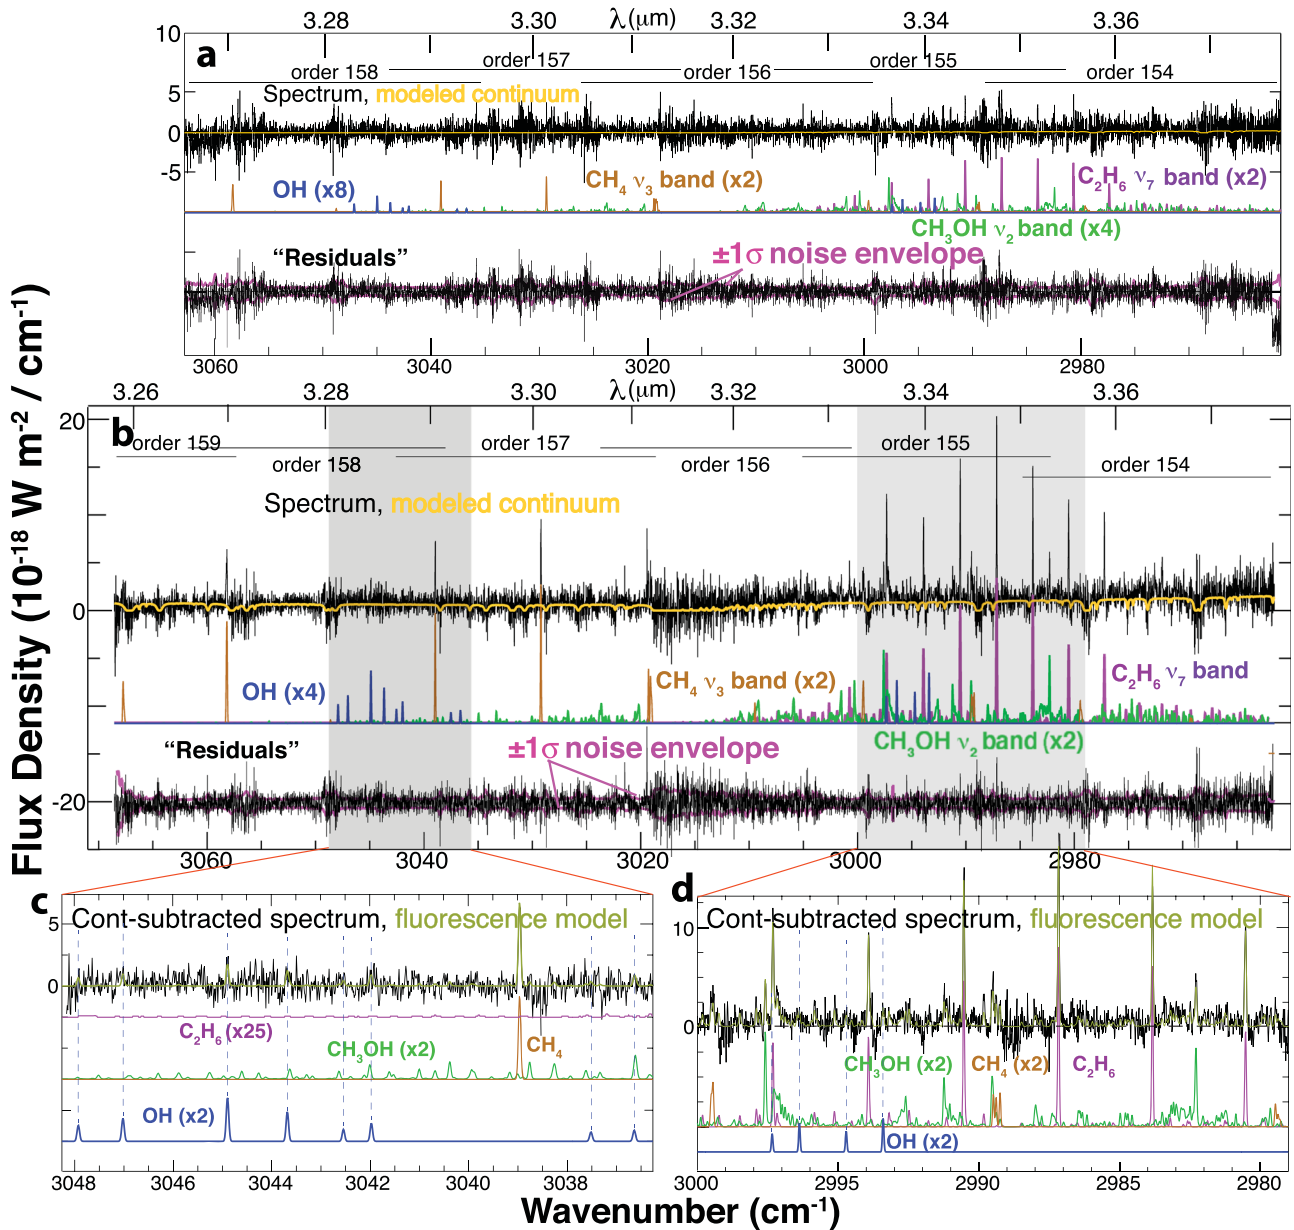 3.28 3.30 λ(μm) 3.32 3.34 3.36
10
a
order 158 order 157 order 156 order 155 order 154
Spectrum, modeled continuum
5
0
-5
OH (x8)
CH4 ν3 band (x2)
C2H6 ν7 band (x2)
CH3OH ν2 band (x4)
"Residuals"
±1σ noise envelope
3060 3040 3020 3000 2980
3.26 3.28 3.30 λ(μm) 3.32 3.34 3.36
20
b
order 159 order 158 order 157 order 156 order 155 order 154
Spectrum, modeled continuum
0
OH (x4)
CH4 ν3 band (x2)
C2H6 ν7 band
CH3OH ν2 band (x2)
"Residuals"
±1σ noise envelope
-20
3060 3040 3020 3000 2980
Flux Density (10-18 W m-2 / cm-1)
c
Cont-subtracted spectrum, fluorescence model
5
0
C2H6 (x25)
CH3OH (x2)
CH4
OH (x2)
3048 3046 3044 3042 3040 3038
d
Cont-subtracted spectrum, fluorescence model
10
0
CH3OH (x2)
CH4 (x2)
C2H6
OH (x2)
3000 2995 2990 2985 2980
Wavenumber (cm-1)